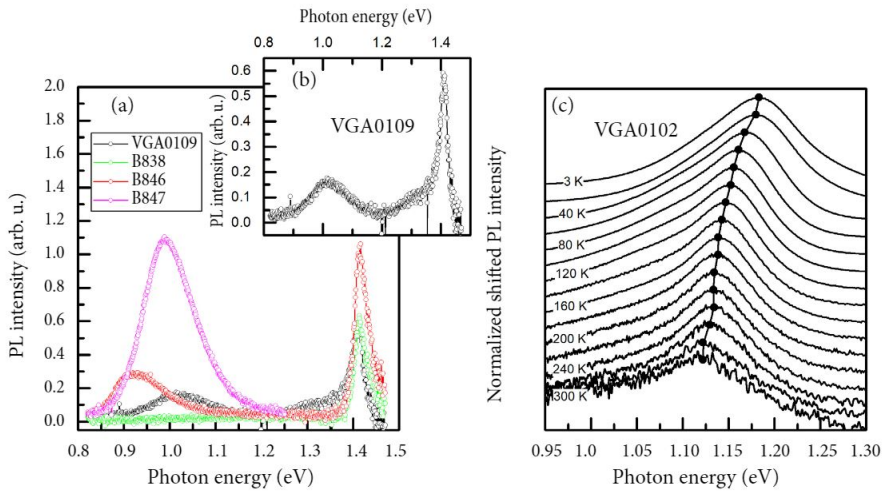 Photon energy (eV)
0.8 1.0 1.2 1.4
(b)
VGA0109
PL intensity (arb. u.)
0.6
0.5
0.4
0.3
0.2
0.1
0.0
(a)
VGA0109
B838
B846
B847
PL intensity (arb. u.)
2.0
1.8
1.6
1.4
1.2
1.0
0.8
0.6
0.4
0.2
0.0
0.8 0.9 1.0 1.1 1.2 1.3 1.4 1.5
Photon energy (eV)
(c)
VGA0102
Normalized shifted PL intensity
3 K
40 K
80 K
120 K
160 K
200 K
240 K
300 K
0.95 1.0 1.05 1.10 1.15 1.20 1.25 1.30
Photon energy (eV)